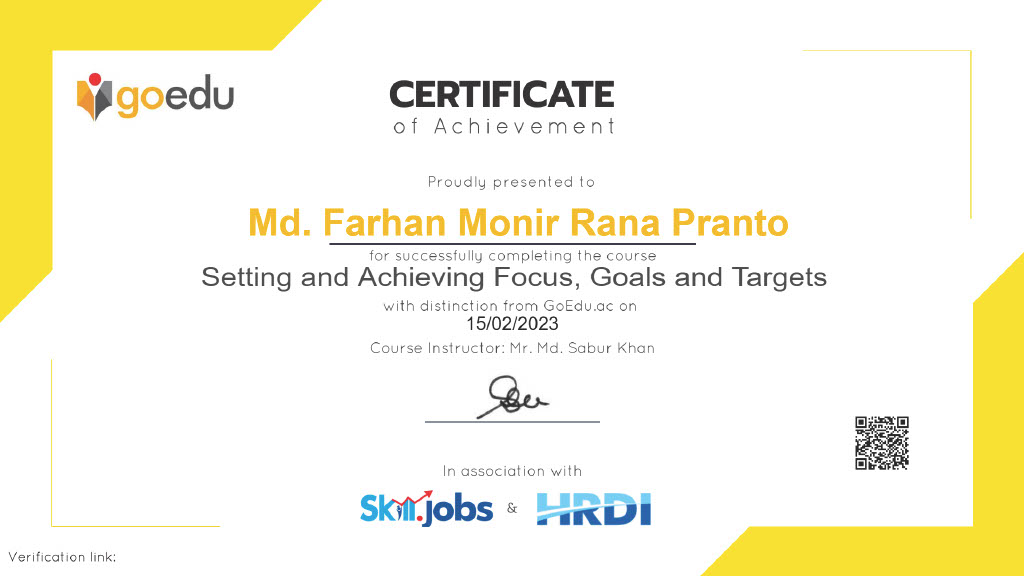 goedu
CERTIFICATE
of Achievement
Proudly presented to
Md. Farhan Monir Rana Pranto
for successfully completing the course
Setting and Achieving Focus, Goals and Targets
with distinction from GoEdu.ac on
15/02/2023
Course Instructor: Mr. Md. Sabur Khan
In association with
Skill.jobs & HRDI
Verification link: